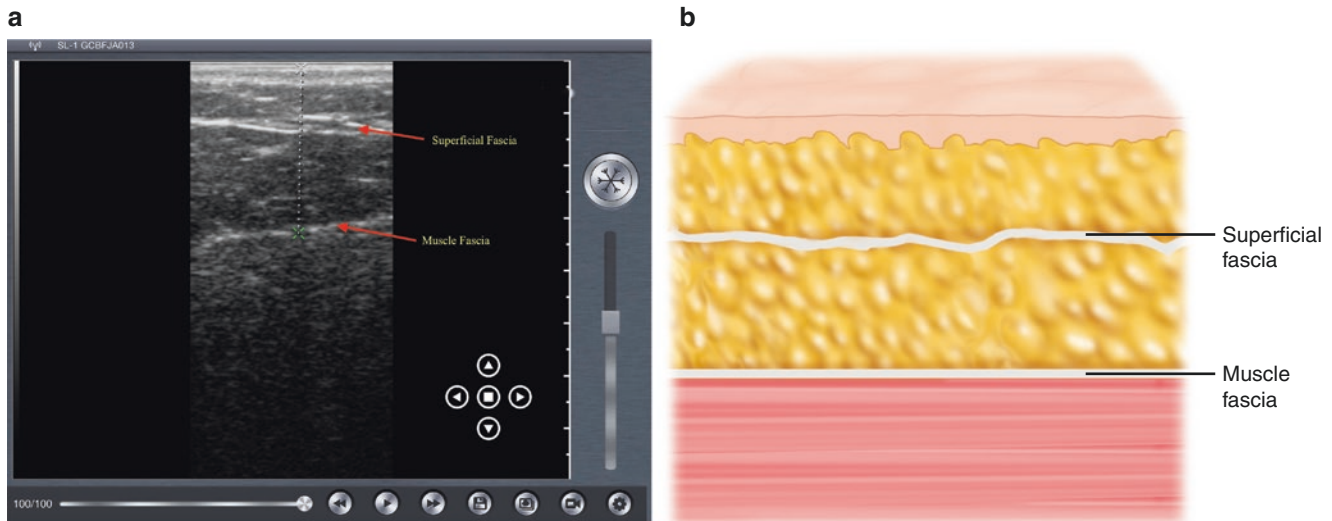 a
SL-1 GCBFJA013
Superficial Fascia
Muscle Fascia
100/100
b
Superficial
fascia
Muscle
fascia